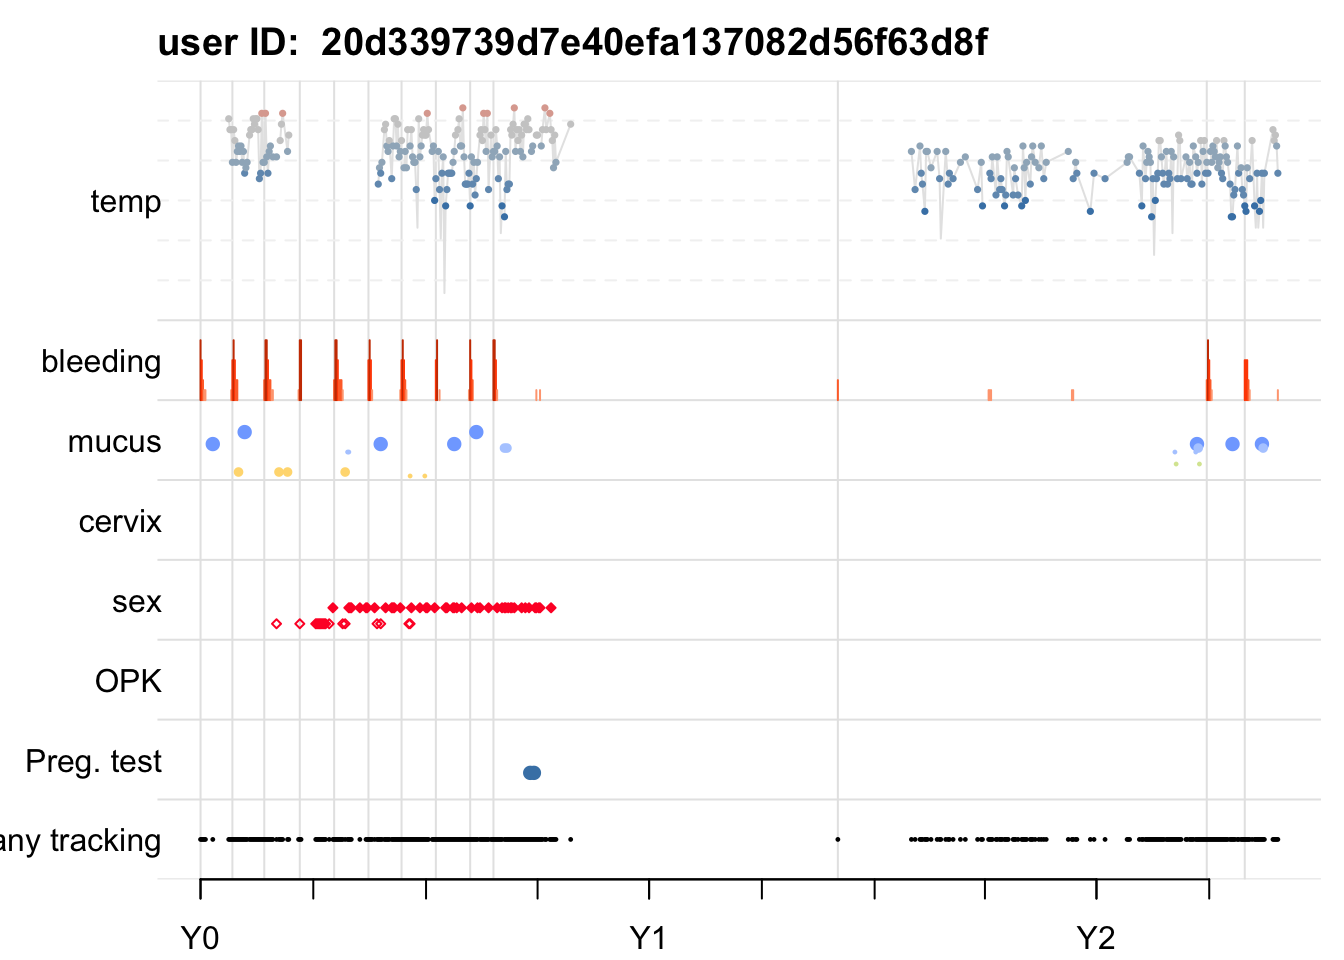 user ID:  20d339739d7e40efa137082d56f63d8f
temp
bleeding
mucus
cervix
sex
OPK
Preg. test
any tracking
Y0 Y1 Y2